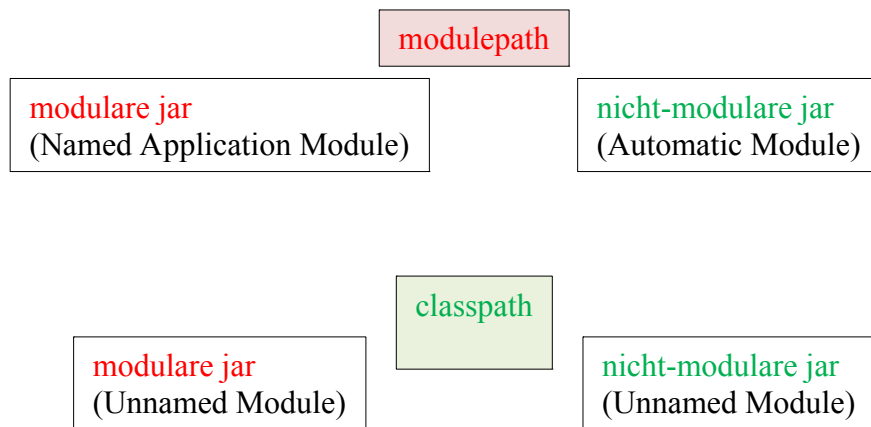 modulepath
modulare jar
(Named Application Module)
nicht-modulare jar
(Automatic Module)
classpath
modulare jar
(Unnamed Module)
nicht-modulare jar
(Unnamed Module)